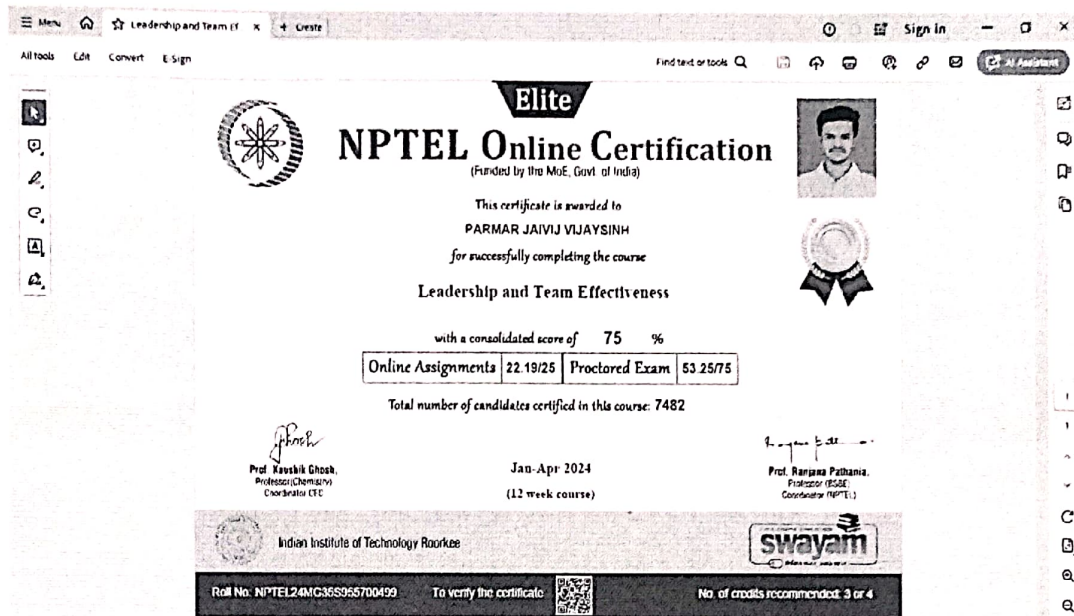 Menu
Leadership and Team Ef
+ Create
Sign in
All tools Edit Convert E-Sign
Find text or tools
AI Assistant
Elite
NPTEL Online Certification
(Funded by the MoE, Govt. of India)
This certificate is awarded to
PARMAR JAIVIJ VIJAYSINH
for successfully completing the course
Leadership and Team Effectiveness
with a consolidated score of 75 %
Online Assignments 22.19/25 Proctored Exam 53.25/75
Total number of candidates certified in this course: 7482
Prof. Kaushik Ghosh,
Professor(Chemistry)
Coordinator CEC
Jan-Apr 2024
(12 week course)
Prof. Ranjana Pathania,
Professor (BSBE)
Coordinator (NPTEL)
Indian Institute of Technology Roorkee
swayam
Roll No: NPTEL24MG35S955700499 To verify the certificate No. of credits recommended: 3 or 4